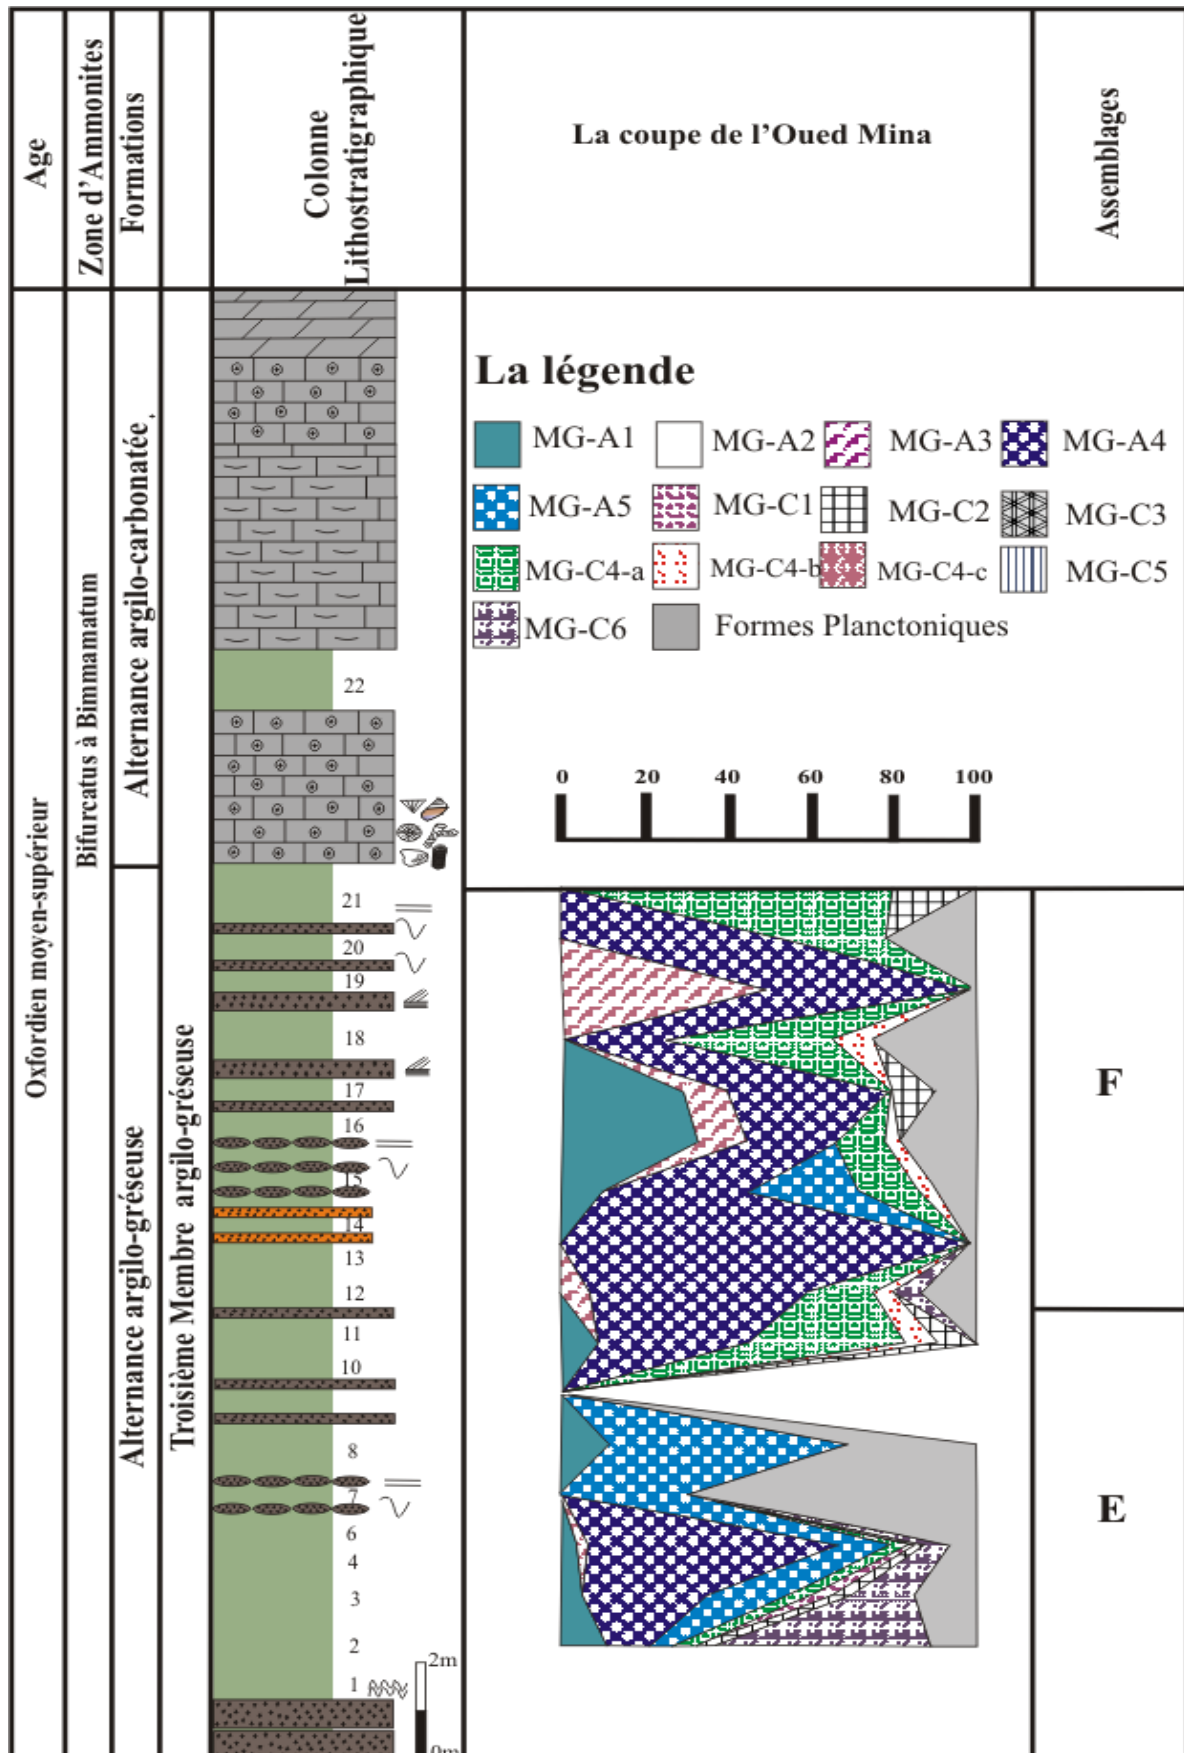 Age
Zone d'Ammonites
Formations
Colonne
Lithostratigraphique
La coupe de l'Oued Mina
Assemblages
Oxfordien moyen-supérieur
Bifurcatus à Bimmamatum
Alternance argilo-carbonatée
Alternance argilo-gréseuse
Troisième Membre argilo-gréseuse
La légende
MG-A1
MG-A2
MG-A3
MG-A4
MG-A5
MG-C1
MG-C2
MG-C3
MG-C4-a
MG-C4-b
MG-C4-c
MG-C5
MG-C6
Formes Planctoniques
0 20 40 60 80 100
22
21
20
19
18
17
16
15
14
13
12
11
10
8
7
6
4
3
2
1
2m
0m
F
E